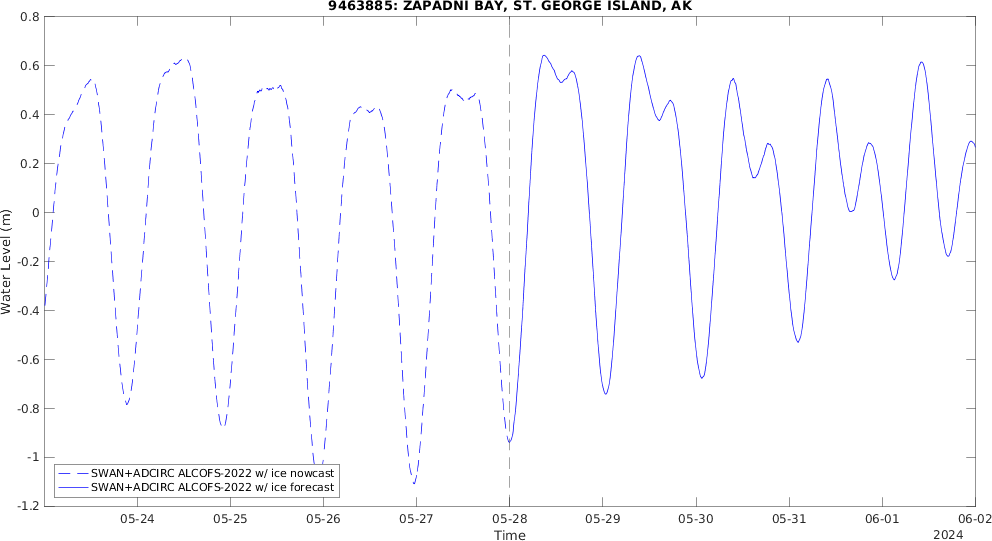 9463885: ZAPADNI BAY, ST. GEORGE ISLAND, AK
0.8
0.6
0.4
0.2
0
-0.2
-0.4
-0.6
-0.8
-1
-1.2
Water Level (m)
SWAN+ADCIRC ALCOFS-2022 w/ ice nowcast
SWAN+ADCIRC ALCOFS-2022 w/ ice forecast
05-24 05-25 05-26 05-27 05-28 05-29 05-30 05-31 06-01 06-02
Time
2024